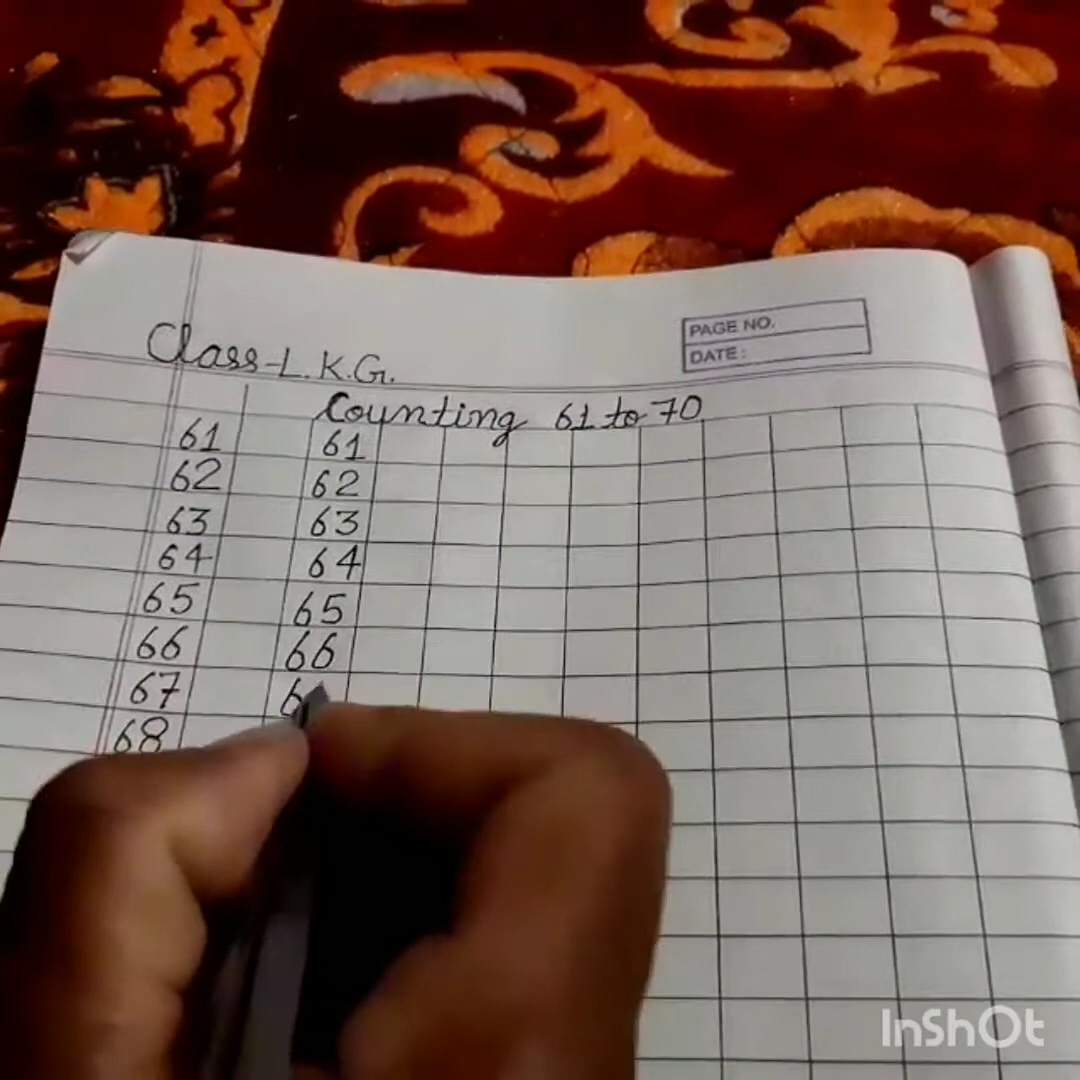 PAGE NO.
DATE:
Class-L.K.G.
Counting 61 to 70
61 61
62 62
63 63
64 64
65 65
66 66
67 6
68
InShOt